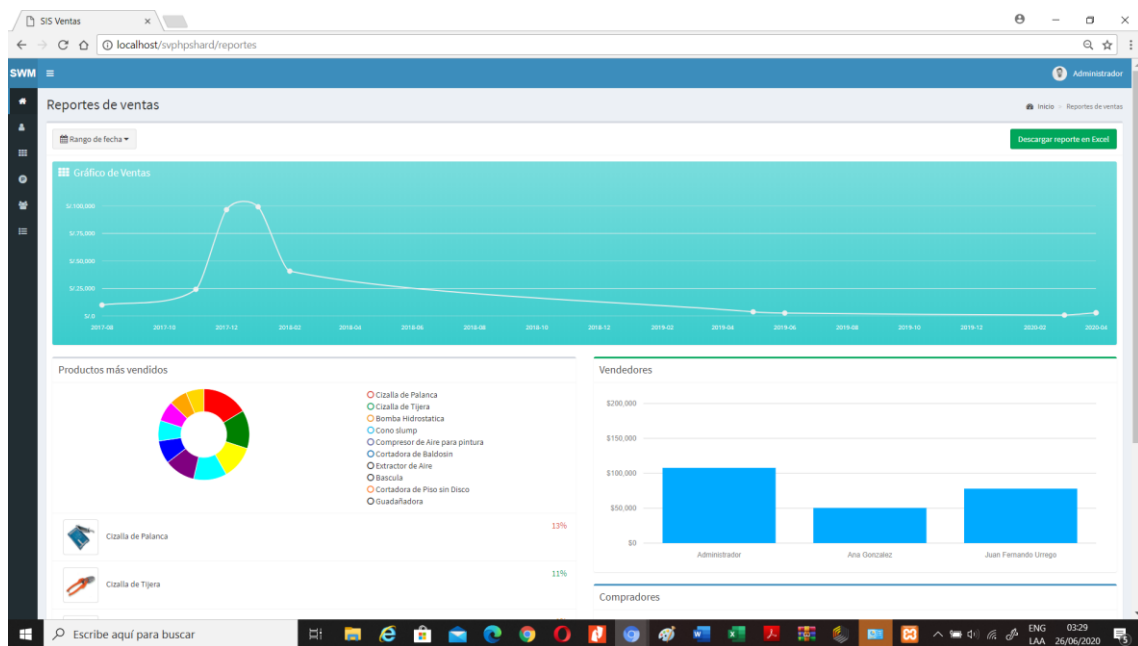 SIS Ventas
localhost/svphpshard/reportes
SWM
Administrador
Reportes de ventas
Inicio > Reportes de ventas
Rango de fecha
Descargar reporte en Excel
Gráfico de Ventas
S/.100,000
S/.75,000
S/.50,000
S/.25,000
S/.0
2017-08 2017-10 2017-12 2018-02 2018-04 2018-06 2018-08 2018-10 2018-12 2019-02 2019-04 2019-06 2019-08 2019-10 2019-12 2020-02 2020-04
Productos más vendidos
Cizalla de Palanca
Cizalla de Tijera
Bomba Hidrostatica
Cono slump
Compresor de Aire para pintura
Cortadora de Baldosin
Extractor de Aire
Bascula
Cortadora de Piso sin Disco
Guadañadora
Cizalla de Palanca 13%
Cizalla de Tijera 11%
Vendedores
$200,000
$150,000
$100,000
$50,000
$0
Administrador Ana Gonzalez Juan Fernando Urrego
Compradores
Escribe aquí para buscar
ENG 03:29
LAA 26/06/2020
5